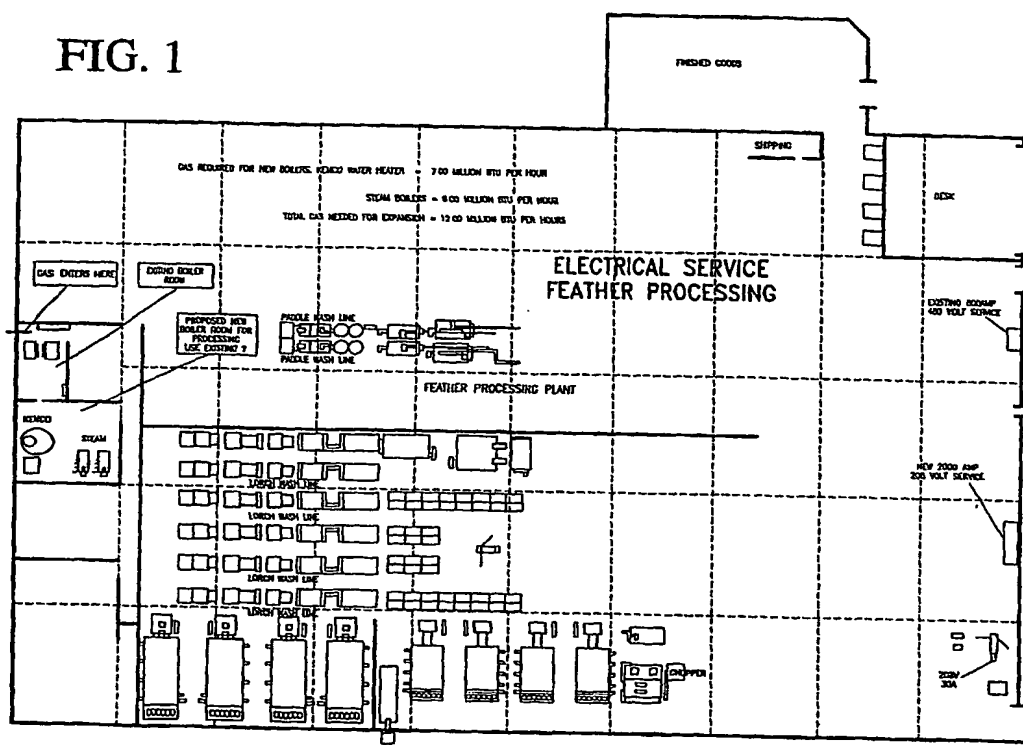 FIG. 1
FINISHED GOODS
SHIPPING
DESK
GAS REQUIRED FOR NEW BOILERS, KEMCO WATER HEATER = 7.00 MILLION BTU PER HOUR
STEAM BOILERS = MILLION BTU PER HOUR
TOTAL GAS NEEDED FOR EXPANSION = 12.00 MILLION BTU PER HOURS
ELECTRICAL SERVICE
FEATHER PROCESSING
GAS ENTERS HERE
BOILER
ROOM
EXISTING 800AMP
480 VOLT SERVICE
PROPOSED NEW
BOILER ROOM FOR
PROCESSING
USE EXISTING ?
PADDLE WASH LINE
PADDLE WASH LINE
FEATHER PROCESSING PLANT
KEMCO
STEAM
NEW 2000 AMP
208 VOLT SERVICE
LORCH WASH LINE
LORCH WASH LINE
LORCH WASH LINE
LORCH WASH LINE
CHOPPER
30A